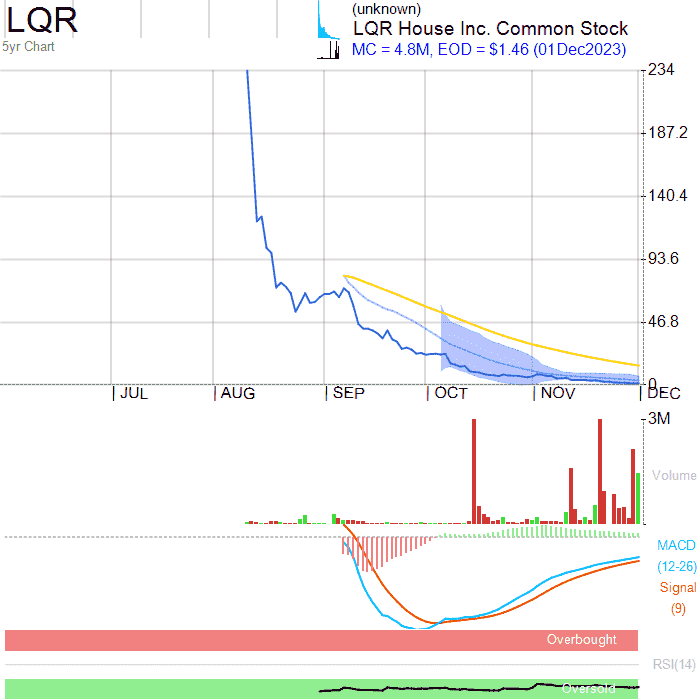 LQR
5yr Chart
(unknown)
LQR House Inc. Common Stock
MC = 4.8M, EOD = $1.46 (01Dec2023)
234
187.2
140.4
93.6
46.8
0
JUL AUG SEP OCT NOV DEC
3M
Volume
MACD
(12-26)
Signal
(9)
Overbought
RSI(14)
Oversold